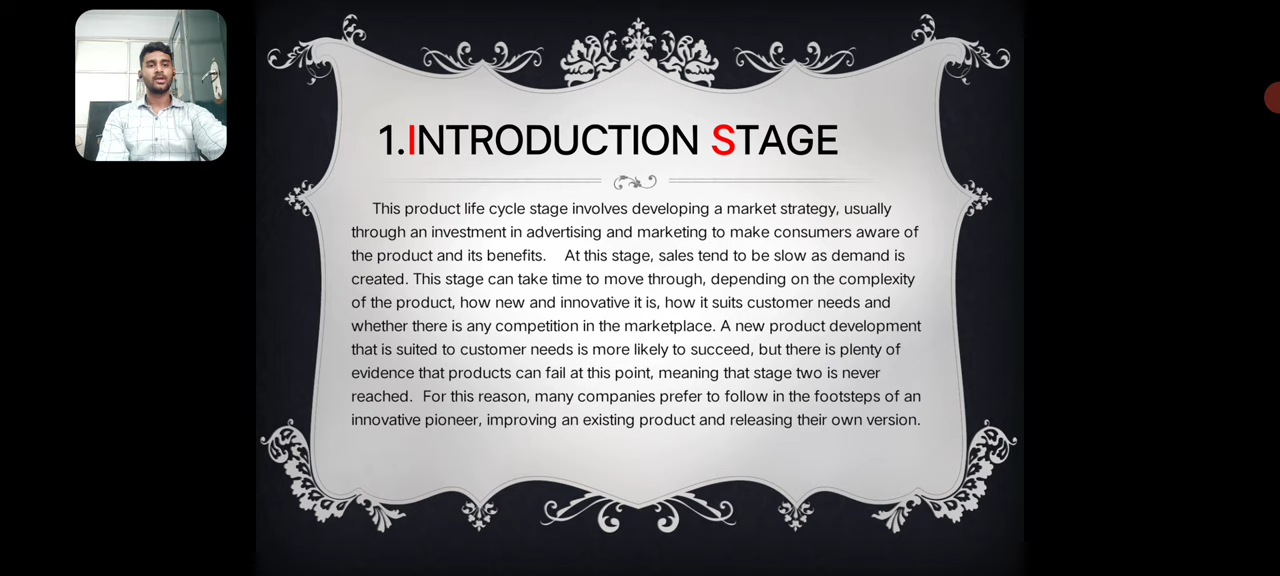 1.INTRODUCTION STAGE
This product life cycle stage involves developing a market strategy, usually
through an investment in advertising and marketing to make consumers aware of
the product and its benefits. At this stage, sales tend to be slow as demand is
created. This stage can take time to move through, depending on the complexity
of the product, how new and innovative it is, how it suits customer needs and
whether there is any competition in the marketplace. A new product development
that is suited to customer needs is more likely to succeed, but there is plenty of
evidence that products can fail at this point, meaning that stage two is never
reached. For this reason, many companies prefer to follow in the footsteps of an
innovative pioneer, improving an existing product and releasing their own version.